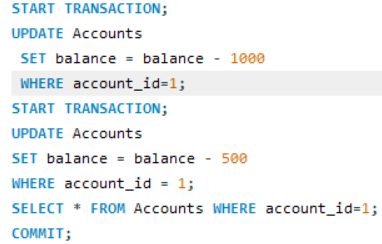 START TRANSACTION;
UPDATE Accounts
SET balance = balance - 1000
WHERE account_id=1;
START TRANSACTION;
UPDATE Accounts
SET balance = balance - 500
WHERE account_id = 1;
SELECT * FROM Accounts WHERE account_id=1;
COMMIT;